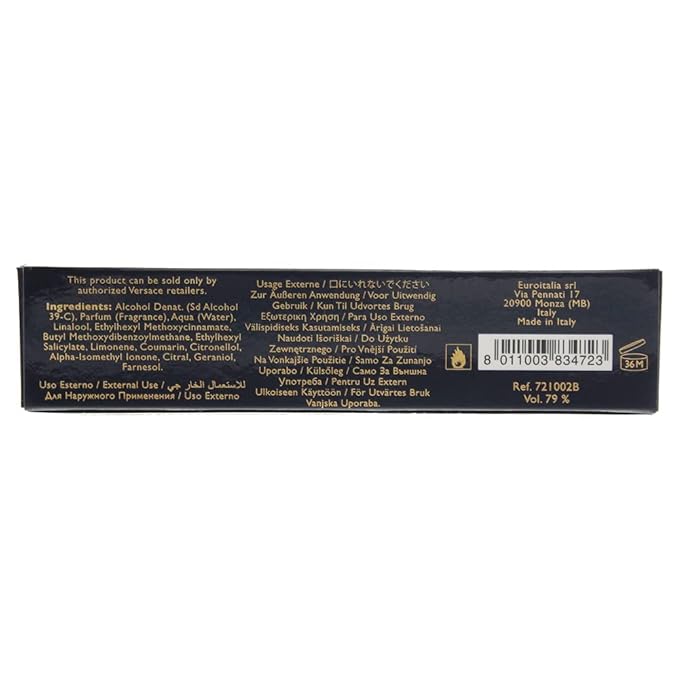 This product can be sold only by
authorized Versace retailers.
Ingredients: Alcohol Denat. (Sd Alcohol
39-C), Parfum (Fragrance), Aqua (Water),
Linalool, Ethylhexyl Methoxycinnamate,
Butyl Methoxydibenzoylmethane, Ethylhexyl
Salicylate, Limonene, Coumarin, Citronellol,
Alpha-Isomethyl Ionone, Citral, Geraniol,
Farnesol.
Uso Esterno / External Use / للاستعمال الخارجي /
Для Наружного Применения / Uso Externo
Usage Externe / 口にいれないでください
Zur Äußeren Anwendung / Voor Uitwendig
Gebruik / Kun Til Udvortes Brug
Εξωτερικη Χρηση / Para Uso Externo
Välispidiseks Kasutamiseks / Ārīgai Lietošanai
Naudoti Išoriškai / Do Użytku
Zewnętrznego / Pro Vnější Použití
Na Vonkajšie Použitie / Samo Za Zunanjo
Uporabo / Külsőleg / Само За Външна
Употреба / Pentru Uz Extern
Ulkoiseen Käyttöön / För Utvärtes Bruk
Vanjska Uporaba.
Euroitalia srl
Via Pennati 17
20900 Monza (MB)
Italy
Made in Italy
8 011003 834723
36M
Ref. 721002B
Vol. 79 %